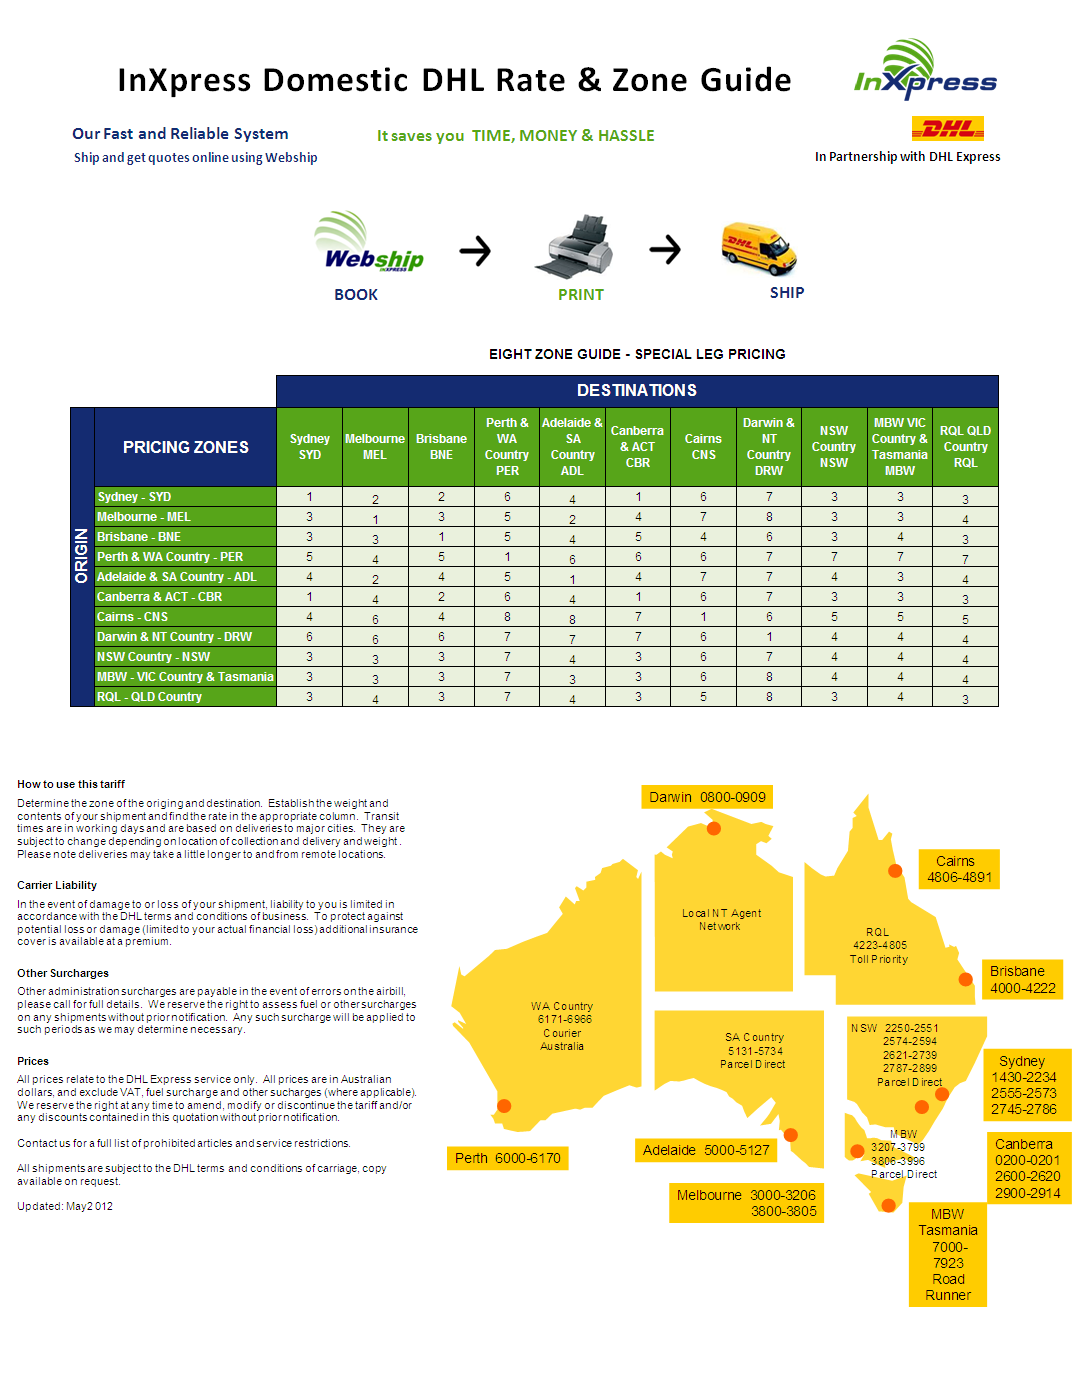 InXpress Domestic DHL Rate & Zone Guide
InXpress
DHL
Our Fast and Reliable System
It saves you TIME, MONEY & HASSLE
Ship and get quotes online using Webship
In Partnership with DHL Express
Webship
INXPRESS
DHL
BOOK
PRINT
SHIP
EIGHT ZONE GUIDE - SPECIAL LEG PRICING
DESTINATIONS
ORIGIN
PRICING ZONES
Sydney SYD
Melbourne MEL
Brisbane BNE
Perth & WA Country PER
Adelaide & SA Country ADL
Canberra & ACT CBR
Cairns CNS
Darwin & NT Country DRW
NSW Country NSW
MBW VIC Country & Tasmania MBW
RQL QLD Country RQL
Sydney - SYD 1 2 2 6 4 1 6 7 3 3 3
Melbourne - MEL 3 1 3 5 2 4 7 8 3 3 4
Brisbane - BNE 3 3 1 5 4 5 4 6 3 4 3
Perth & WA Country - PER 5 4 5 1 6 6 6 7 7 7 7
Adelaide & SA Country - ADL 4 2 4 5 1 4 7 7 4 3 4
Canberra & ACT - CBR 1 4 2 6 4 1 6 7 3 3 3
Cairns - CNS 4 6 4 8 8 7 1 6 5 5 5
Darwin & NT Country - DRW 6 6 6 7 7 7 6 1 4 4 4
NSW Country - NSW 3 3 3 7 4 3 6 7 4 4 4
MBW - VIC Country & Tasmania 3 3 3 7 3 3 6 8 4 4 4
RQL - QLD Country 3 4 3 7 4 3 5 8 3 4 3
How to use this tariff
Determine the zone of the origing and destination. Establish the weight and
contents of your shipment and find the rate in the appropriate column. Transit
times are in working days and are based on deliveries to major cities. They are
subject to change depending on location of collection and delivery and weight .
Please note deliveries may take a little longer to and from remote locations.
Carrier Liability
In the event of damage to or loss of your shipment, liability to you is limited in
accordance with the DHL terms and conditions of business. To protect against
potential loss or damage (limited to your actual financial loss) additional insurance
cover is available at a premium.
Other Surcharges
Other administration surcharges are payable in the event of errors on the airbill,
please call for full details. We reserve the right to assess fuel or other surcharges
on any shipments without prior notification. Any such surcharge will be applied to
such periods as we may determine necessary.
Prices
All prices relate to the DHL Express service only. All prices are in Australian
dollars, and exclude VAT, fuel surcharge and other sucharges (where applicable).
We reserve the right at any time to amend, modify or discontinue the tariff and/or
any discounts contained in this quotation without prior notification.
Contact us for a full list of prohibited articles and service restrictions.
All shipments are subject to the DHL terms and conditions of carriage, copy
available on request.
Updated: May2 012
Darwin 0800-0909
Cairns
4806-4891
Local NT Agent
Network
RQL
4223-4805
Toll Priority
Brisbane
4000-4222
WA Country
6171-6966
Courier
Australia
SA Country
5131-5734
Parcel Direct
NSW 2250-2551
2574-2594
2621-2739
2787-2899
Parcel Direct
Sydney
1430-2234
2555-2573
2745-2786
MBW
3207-3799
3806-3996
Parcel Direct
Canberra
0200-0201
2600-2620
2900-2914
Perth 6000-6170
Adelaide 5000-5127
Melbourne 3000-3206
3800-3805
MBW
Tasmania
7000-
7923
Road
Runner